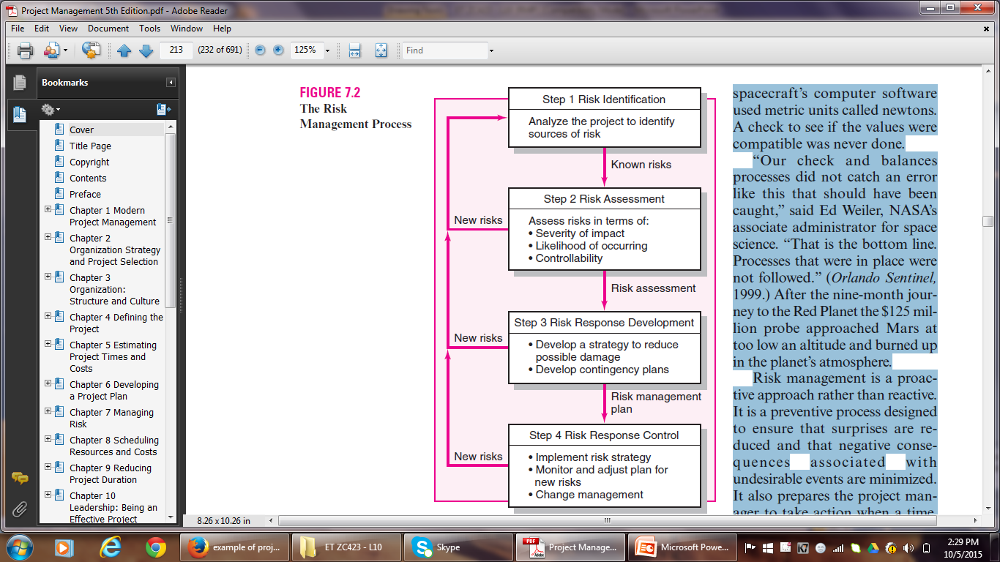 Project Management 5th Edition.pdf - Adobe Reader
File Edit View Document Tools Window Help
213 (232 of 691) 125% Find
Bookmarks
Cover
Title Page
Copyright
Contents
Preface
Chapter 1 Modern
Project Management
Chapter 2
Organization Strategy
and Project Selection
Chapter 3
Organization:
Structure and Culture
Chapter 4 Defining the
Project
Chapter 5 Estimating
Project Times and
Costs
Chapter 6 Developing
a Project Plan
Chapter 7 Managing
Risk
Chapter 8 Scheduling
Resources and Costs
Chapter 9 Reducing
Project Duration
Chapter 10
Leadership: Being an
Effective Project
FIGURE 7.2
The Risk
Management Process
Step 1 Risk Identification
Analyze the project to identify
sources of risk
Known risks
Step 2 Risk Assessment
New risks
Assess risks in terms of:
• Severity of impact
• Likelihood of occurring
• Controllability
Risk assessment
Step 3 Risk Response Development
New risks
• Develop a strategy to reduce
possible damage
• Develop contingency plans
Risk management
plan
Step 4 Risk Response Control
New risks
• Implement risk strategy
• Monitor and adjust plan for
new risks
• Change management
spacecraft's computer software
used metric units called newtons.
A check to see if the values were
compatible was never done.
“Our check and balances
processes did not catch an error
like this that should have been
caught,” said Ed Weiler, NASA's
associate administrator for space
science. “That is the bottom line.
Processes that were in place were
not followed.” (Orlando Sentinel,
1999.) After the nine-month jour-
ney to the Red Planet the $125 mil-
lion probe approached Mars at
too low an altitude and burned up
in the planet's atmosphere.
Risk management is a proac-
tive approach rather than reactive.
It is a preventive process designed
to ensure that surprises are re-
duced and that negative conse-
quences associated with
undesirable events are minimized.
It also prepares the project man-
ager to take action when a time,
8.26 x 10.26 in
example of proj...
ET ZC423 - L10
Skype
PDF
Adobe
Project Manage...
Microsoft Powe...
2:29 PM
10/5/2015